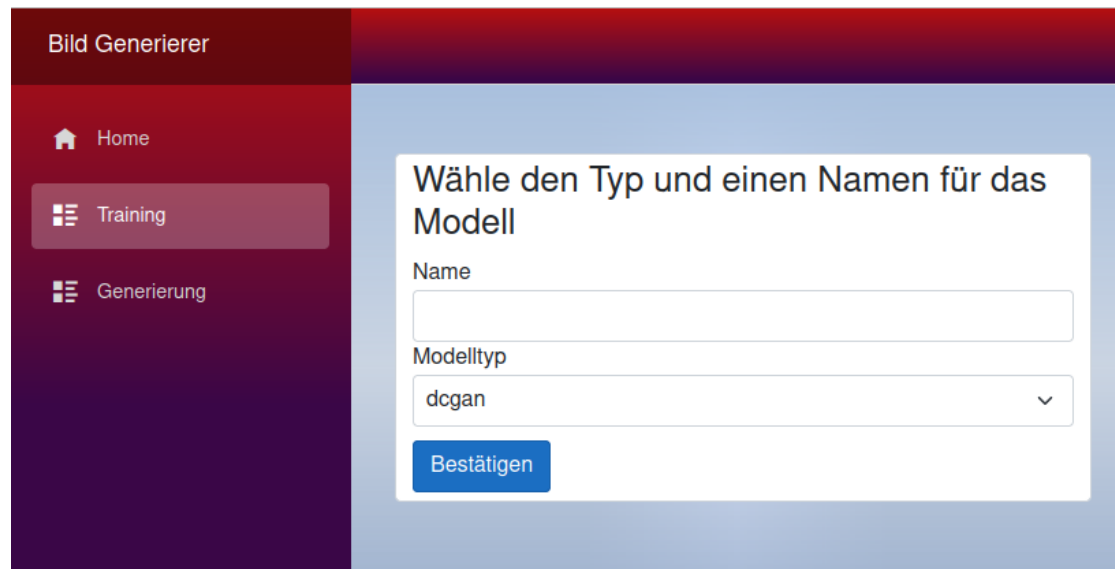 Bild Generierer
Home
Training
Generierung
Wähle den Typ und einen Namen für das
Modell
Name
Modelltyp
dcgan
Bestätigen